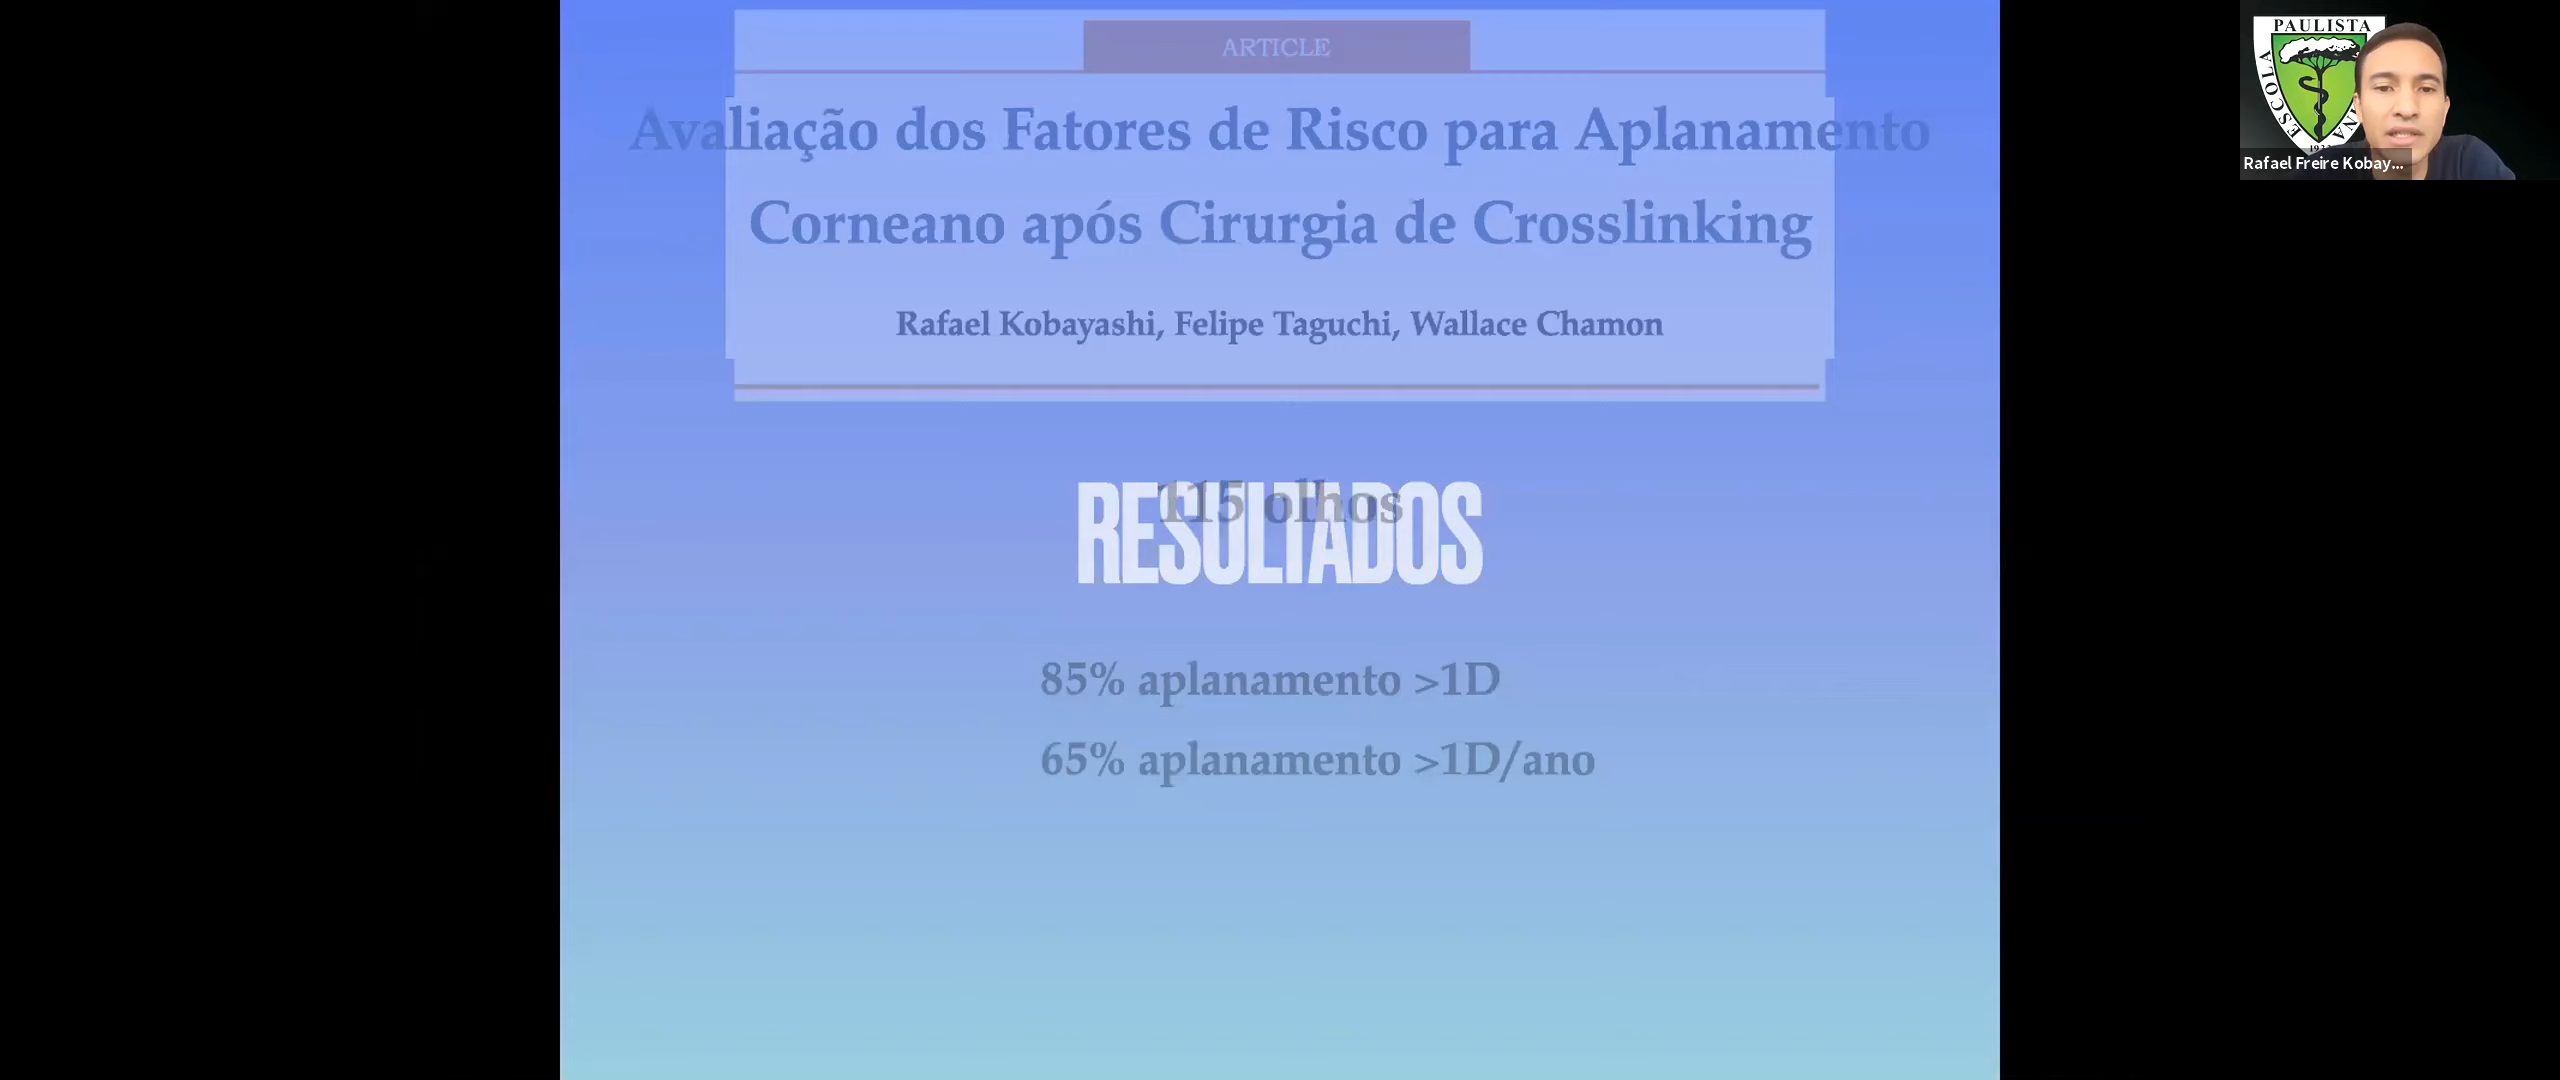 ARTICLE
Avaliação dos Fatores de Risco para Aplanamento
Corneano após Cirurgia de Crosslinking
Rafael Kobayashi, Felipe Taguchi, Wallace Chamon
115 olhos
RESULTADOS
85% aplanamento >1D
65% aplanamento >1D/ano
PAULISTA
ESCOLA
Rafael Freire Kobay...